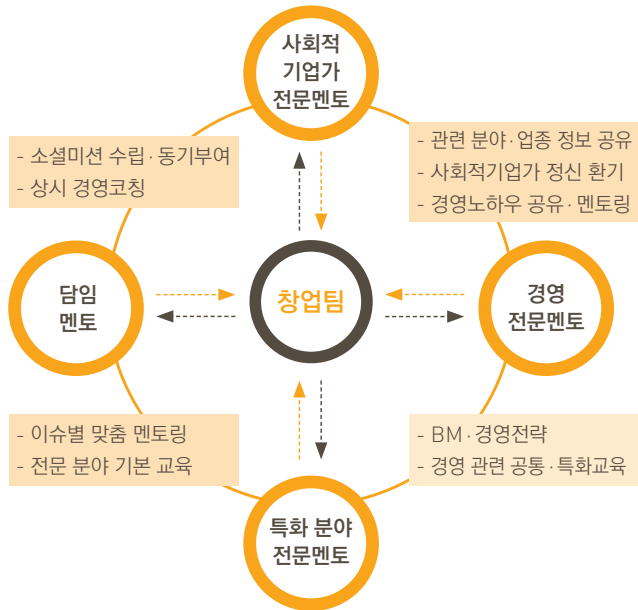 사회적
기업가
전문멘토
- 소셜미션 수립·동기부여
- 상시 경영코칭
- 관련 분야·업종 정보 공유
- 사회적기업가 정신 환기
- 경영노하우 공유·멘토링
담임
멘토
창업팀
경영
전문멘토
- 이슈별 맞춤 멘토링
- 전문 분야 기본 교육
- BM·경영전략
- 경영 관련 공통·특화교육
특화 분야
전문멘토